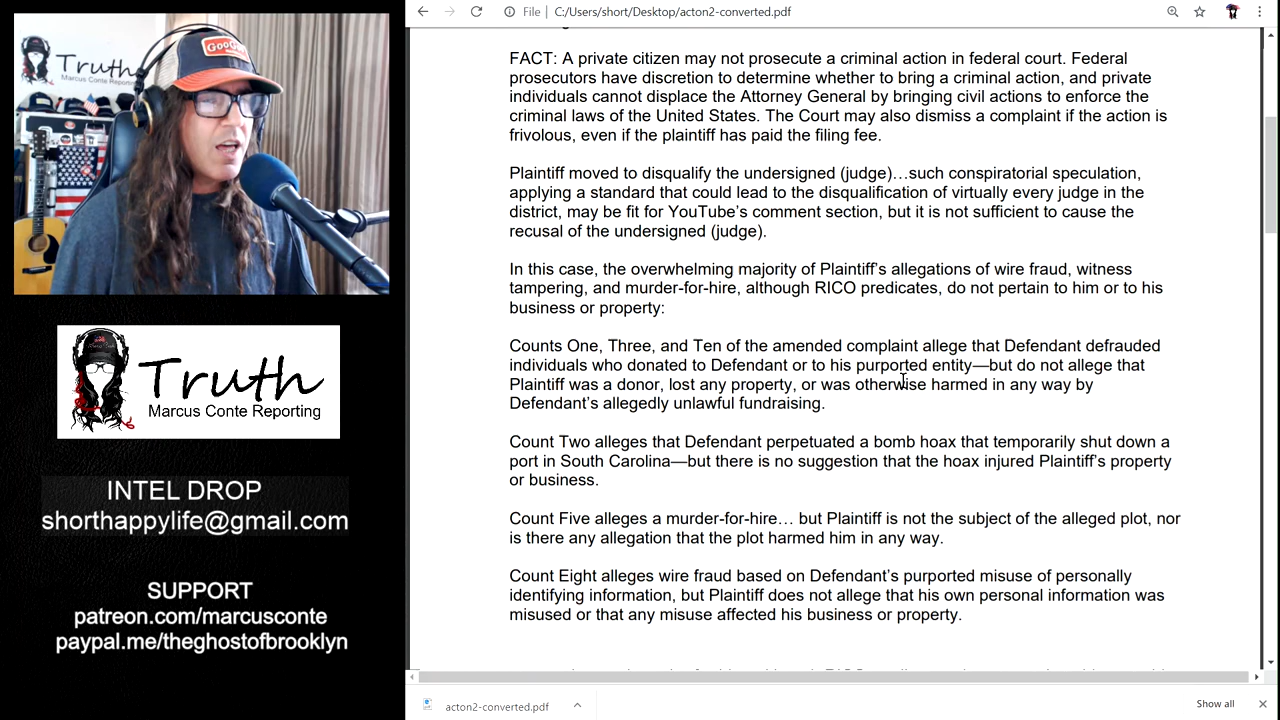 File | C:/Users/short/Desktop/acton2-converted.pdf
GooGoo
Truth
Marcus Conte Reporting
FACT: A private citizen may not prosecute a criminal action in federal court. Federal
prosecutors have discretion to determine whether to bring a criminal action, and private
individuals cannot displace the Attorney General by bringing civil actions to enforce the
criminal laws of the United States. The Court may also dismiss a complaint if the action is
frivolous, even if the plaintiff has paid the filing fee.
Plaintiff moved to disqualify the undersigned (judge)…such conspiratorial speculation,
applying a standard that could lead to the disqualification of virtually every judge in the
district, may be fit for YouTube's comment section, but it is not sufficient to cause the
recusal of the undersigned (judge).
In this case, the overwhelming majority of Plaintiff's allegations of wire fraud, witness
tampering, and murder-for-hire, although RICO predicates, do not pertain to him or to his
business or property:
Counts One, Three, and Ten of the amended complaint allege that Defendant defrauded
individuals who donated to Defendant or to his purported entity—but do not allege that
Plaintiff was a donor, lost any property, or was otherwise harmed in any way by
Defendant's allegedly unlawful fundraising.
Count Two alleges that Defendant perpetuated a bomb hoax that temporarily shut down a
port in South Carolina—but there is no suggestion that the hoax injured Plaintiff's property
or business.
Count Five alleges a murder-for-hire… but Plaintiff is not the subject of the alleged plot, nor
is there any allegation that the plot harmed him in any way.
Count Eight alleges wire fraud based on Defendant's purported misuse of personally
identifying information, but Plaintiff does not allege that his own personal information was
misused or that any misuse affected his business or property.
Truth
Marcus Conte Reporting
INTEL DROP
shorthappylife@gmail.com
SUPPORT
patreon.com/marcusconte
paypal.me/theghostofbrooklyn
acton2-converted.pdf
Show all